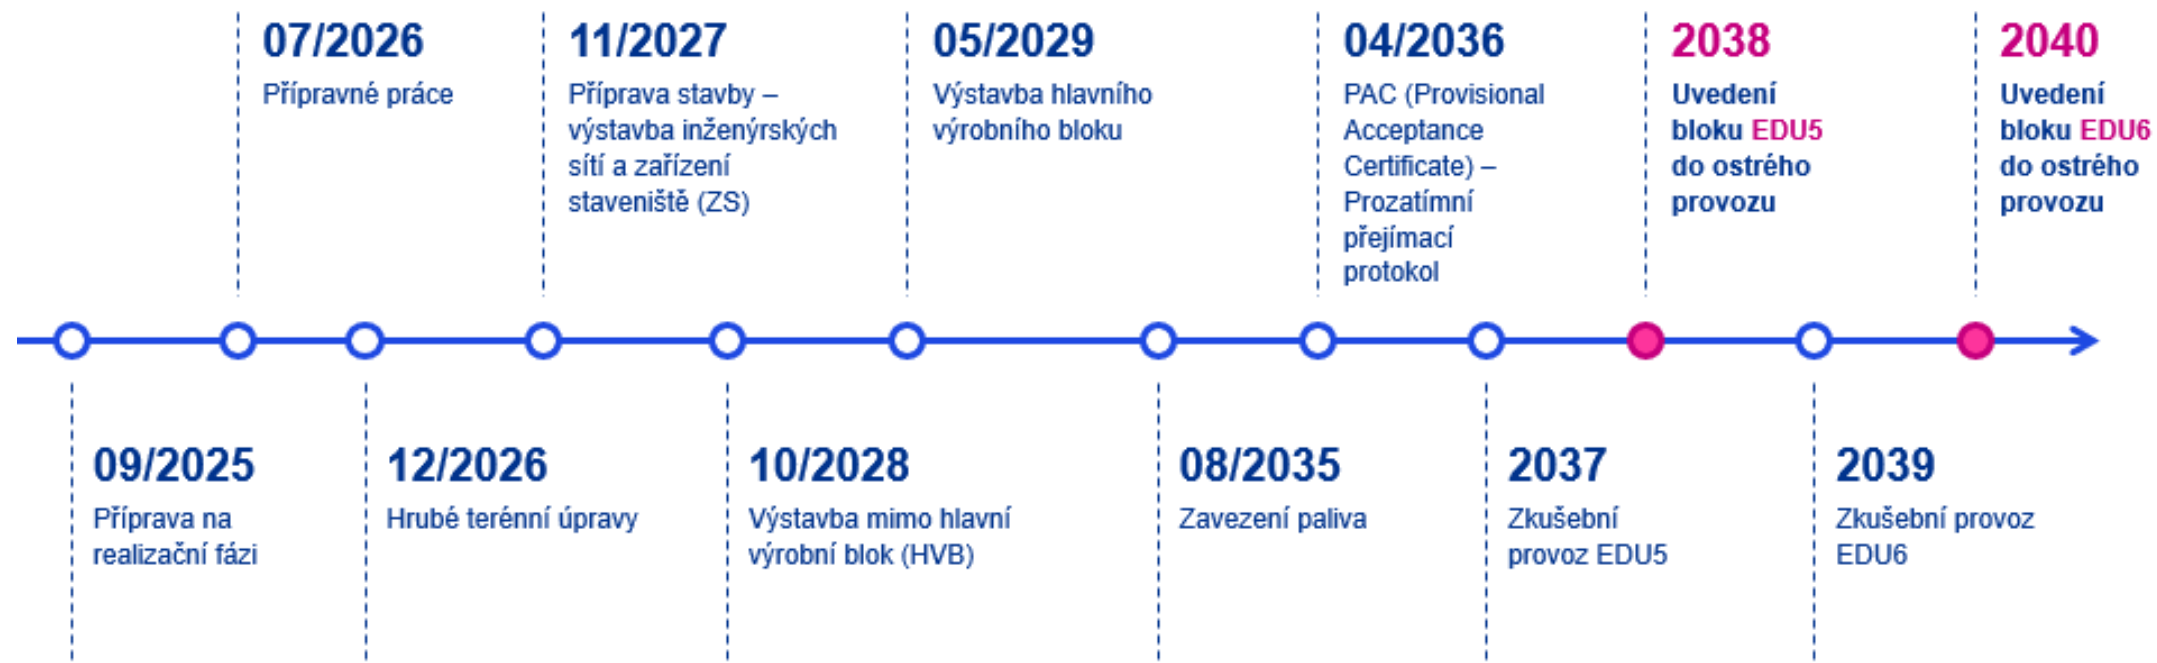 07/2026
Přípravné práce
11/2027
Příprava stavby –
výstavba inženýrských
sítí a zařízení
staveniště (ZS)
05/2029
Výstavba hlavního
výrobního bloku
04/2036
PAC (Provisional
Acceptance
Certificate) –
Prozatímní
přejímací
protokol
2038
Uvedení
bloku EDU5
do ostrého
provozu
2040
Uvedení
bloku EDU6
do ostrého
provozu
09/2025
Příprava na
realizační fázi
12/2026
Hrubé terénní úpravy
10/2028
Výstavba mimo hlavní
výrobní blok (HVB)
08/2035
Zavezení paliva
2037
Zkušební
provoz EDU5
2039
Zkušební provoz
EDU6